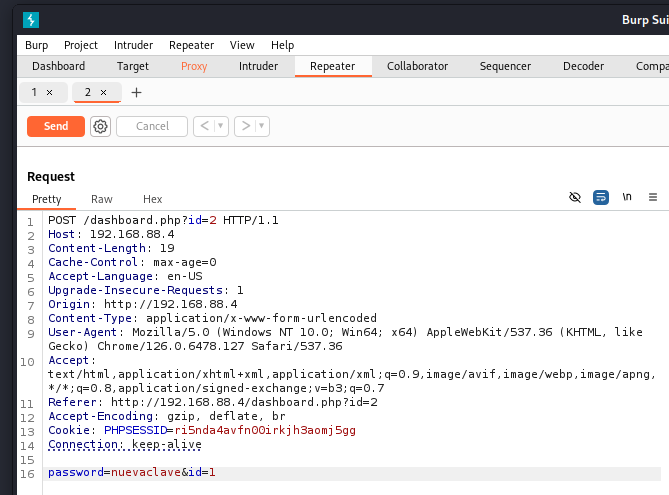 Burp Sui
Burp Project Intruder Repeater View Help
Dashboard Target Proxy Intruder Repeater Collaborator Sequencer Decoder Compa
1 × 2 × +
Send Cancel < >
Request
Pretty Raw Hex \n
1 POST /dashboard.php?id=2 HTTP/1.1
2 Host: 192.168.88.4
3 Content-Length: 19
4 Cache-Control: max-age=0
5 Accept-Language: en-US
6 Upgrade-Insecure-Requests: 1
7 Origin: http://192.168.88.4
8 Content-Type: application/x-www-form-urlencoded
9 User-Agent: Mozilla/5.0 (Windows NT 10.0; Win64; x64) AppleWebKit/537.36 (KHTML, like
Gecko) Chrome/126.0.6478.127 Safari/537.36
10 Accept:
text/html,application/xhtml+xml,application/xml;q=0.9,image/avif,image/webp,image/apng,
*/*;q=0.8,application/signed-exchange;v=b3;q=0.7
11 Referer: http://192.168.88.4/dashboard.php?id=2
12 Accept-Encoding: gzip, deflate, br
13 Cookie: PHPSESSID=ri5nda4avfn00irkjh3aomj5gg
14 Connection: keep-alive
15
16 password=nuevaclave&id=1